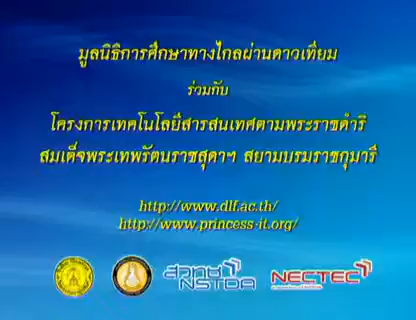 มูลนิธิการศึกษาทางไกลผ่านดาวเทียม
ร่วมกับ
โครงการเทคโนโลยีสารสนเทศตามพระราชดำริ
สมเด็จพระเทพรัตนราชสุดาฯ สยามบรมราชกุมารี
http://www.dlf.ac.th/
http://www.princess-it.org/
สวทช
NSTDA
NECTEC